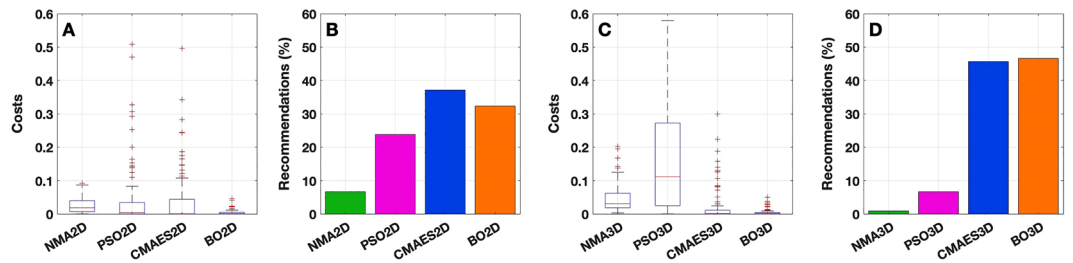 A
Costs
0.6
0.5
0.4
0.3
0.2
0.1
0
NMA2D
PSO2D
CMAES2D
BO2D
B
Recommendations (%)
60
50
40
30
20
10
0
NMA2D
PSO2D
CMAES2D
BO2D
C
Costs
0.6
0.5
0.4
0.3
0.2
0.1
0
NMA3D
PSO3D
CMAES3D
BO3D
D
Recommendations (%)
60
50
40
30
20
10
0
NMA3D
PSO3D
CMAES3D
BO3D